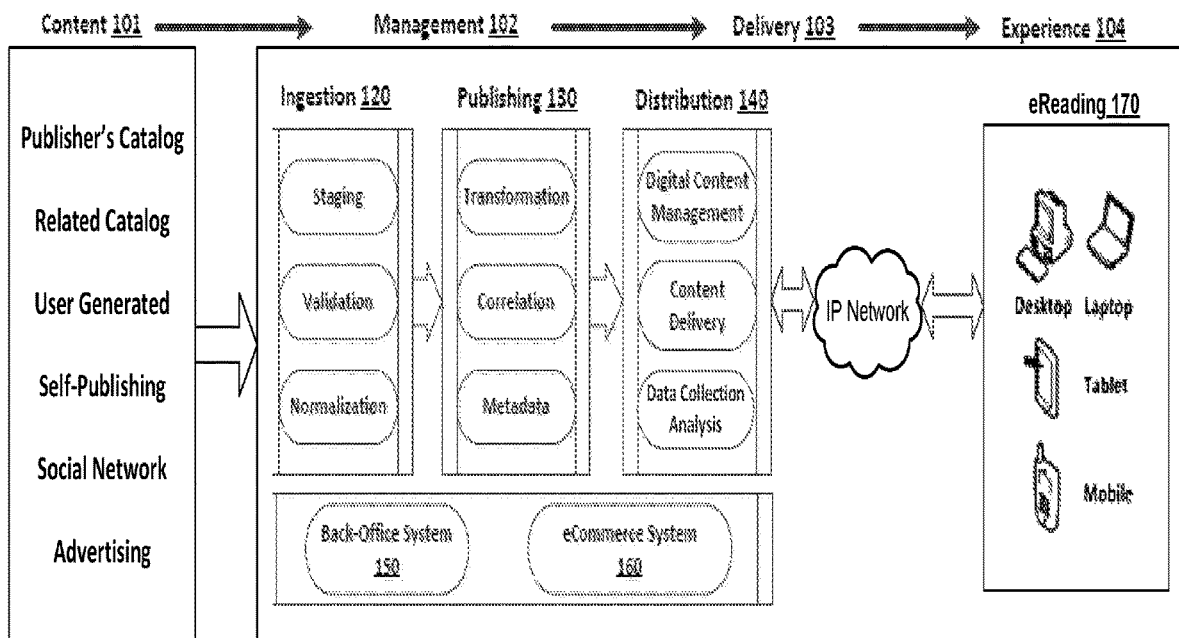 Content 101
Management 102
Delivery 103
Experience 104
Publisher's Catalog
Related Catalog
User Generated
Self-Publishing
Social Network
Advertising
Ingestion 120
Staging
Validation
Normalization
Publishing 130
Transformation
Correlation
Metadata
Distribution 140
Digital Content
Management
Content
Delivery
Data Collection
Analysis
Back-Office System
150
eCommerce System
160
IP Network
eReading 170
Desktop
Laptop
Tablet
Mobile